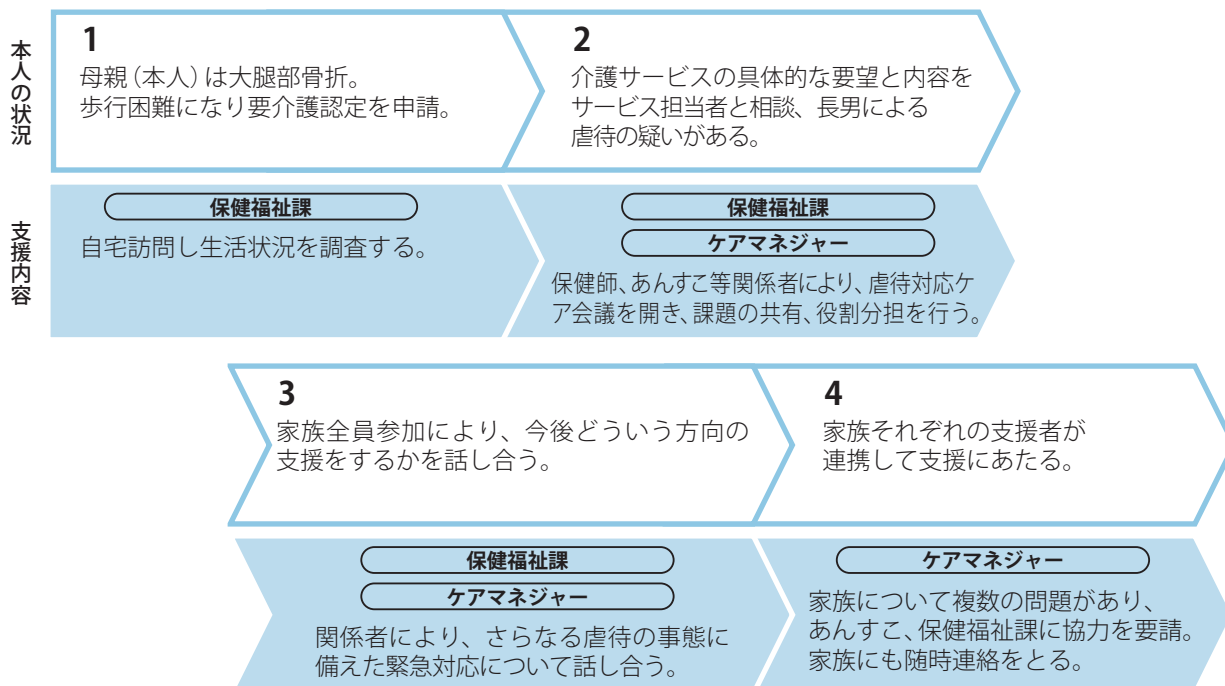 本人の状況
1
母親（本人）は大腿部骨折。
歩行困難になり要介護認定を申請。
2
介護サービスの具体的な要望と内容を
サービス担当者と相談、長男による
虐待の疑いがある。
支援内容
保健福祉課
自宅訪問し生活状況を調査する。
保健福祉課
ケアマネジャー
保健師、あんすこ等関係者により、虐待対応ケ
ア会議を開き、課題の共有、役割分担を行う。
3
家族全員参加により、今後どういう方向の
支援をするかを話し合う。
4
家族それぞれの支援者が
連携して支援にあたる。
保健福祉課
ケアマネジャー
関係者により、さらなる虐待の事態に
備えた緊急対応について話し合う。
ケアマネジャー
家族について複数の問題があり、
あんすこ、保健福祉課に協力を要請。
家族にも随時連絡をとる。